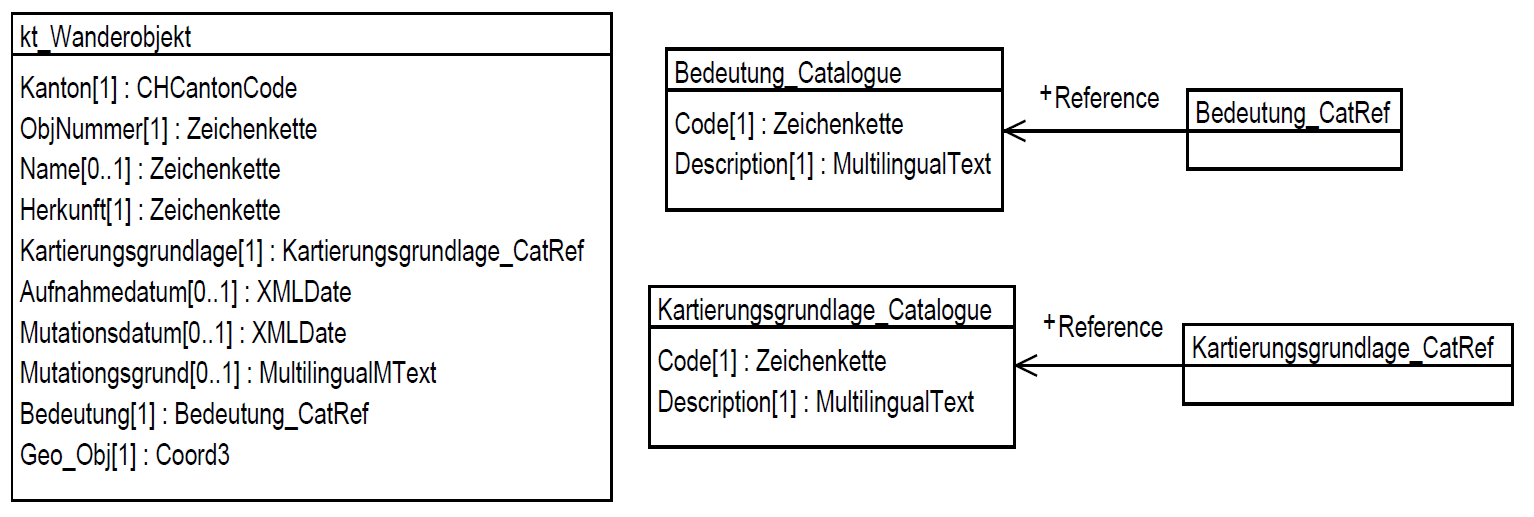 kt_Wanderobjekt
Kanton[1] : CHCantonCode
ObjNummer[1] : Zeichenkette
Name[0..1] : Zeichenkette
Herkunft[1] : Zeichenkette
Kartierungsgrundlage[1] : Kartierungsgrundlage_CatRef
Aufnahmedatum[0..1] : XMLDate
Mutationsdatum[0..1] : XMLDate
Mutationgsgrund[0..1] : MultilingualMText
Bedeutung[1] : Bedeutung_CatRef
Geo_Obj[1] : Coord3
Bedeutung_Catalogue
Code[1] : Zeichenkette
Description[1] : MultilingualText
+Reference
Bedeutung_CatRef
Kartierungsgrundlage_Catalogue
Code[1] : Zeichenkette
Description[1] : MultilingualText
+Reference
Kartierungsgrundlage_CatRef